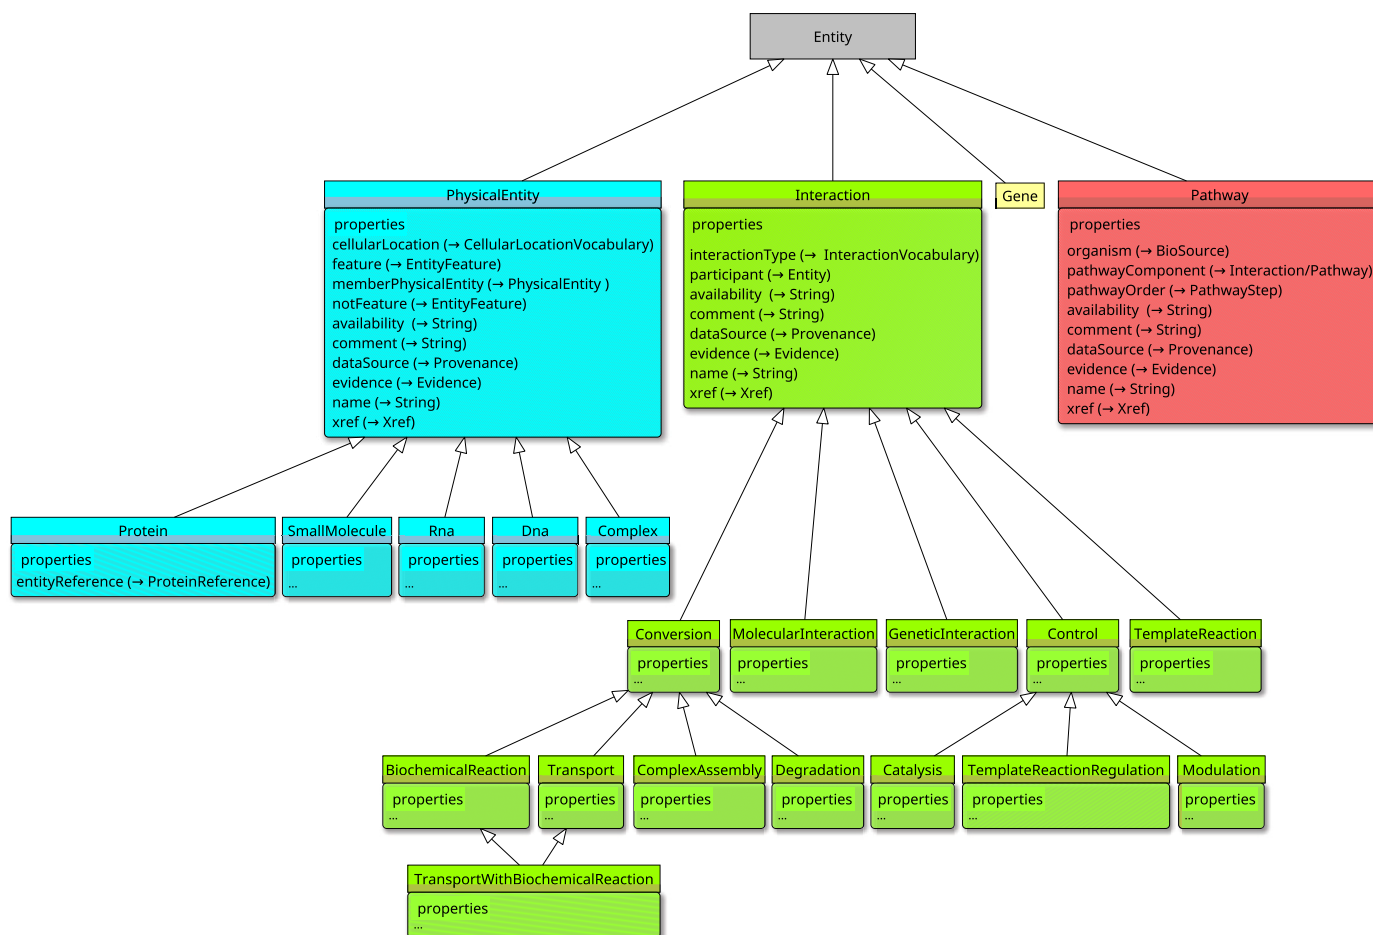 Entity
PhysicalEntity
properties
cellularLocation (→ CellularLocationVocabulary)
feature (→ EntityFeature)
memberPhysicalEntity (→ PhysicalEntity )
notFeature (→ EntityFeature)
availability  (→ String)
comment (→ String)
dataSource (→ Provenance)
evidence (→ Evidence)
name (→ String)
xref (→ Xref)
Interaction
properties
interactionType (→  InteractionVocabulary)
participant (→ Entity)
availability  (→ String)
comment (→ String)
dataSource (→ Provenance)
evidence (→ Evidence)
name (→ String)
xref (→ Xref)
Gene
Pathway
properties
organism (→ BioSource)
pathwayComponent (→ Interaction/Pathway)
pathwayOrder (→ PathwayStep)
availability  (→ String)
comment (→ String)
dataSource (→ Provenance)
evidence (→ Evidence)
name (→ String)
xref (→ Xref)
Protein
properties
entityReference (→ ProteinReference)
SmallMolecule
properties
...
Rna
properties
...
Dna
properties
...
Complex
properties
...
Conversion
properties
...
MolecularInteraction
properties
...
GeneticInteraction
properties
...
Control
properties
...
TemplateReaction
properties
...
BiochemicalReaction
properties
...
Transport
properties
...
ComplexAssembly
properties
...
Degradation
properties
...
Catalysis
properties
...
TemplateReactionRegulation
properties
...
Modulation
properties
...
TransportWithBiochemicalReaction
properties
...